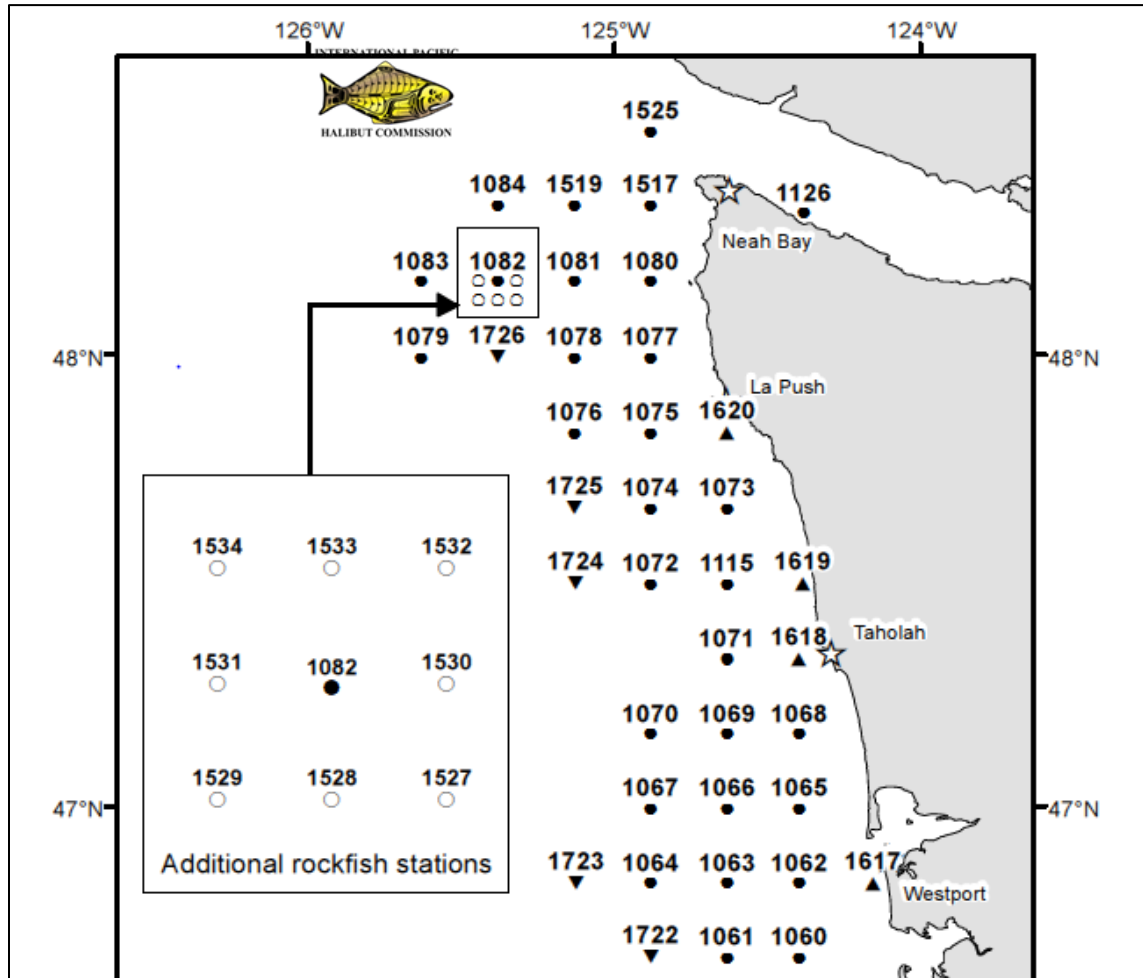 126°W 125°W 124°W
INTERNATIONAL PACIFIC
HALIBUT COMMISSION
1525
1084 1519 1517 1126
Neah Bay
1083 1082 1081 1080
1079 1726 1078 1077
48°N 48°N
La Push
1076 1075 1620
1725 1074 1073
1724 1072 1115 1619
1071 1618 Taholah
1070 1069 1068
1067 1066 1065
47°N 47°N
1723 1064 1063 1062 1617
Westport
1722 1061 1060
1534 1533 1532
1531 1082 1530
1529 1528 1527
Additional rockfish stations